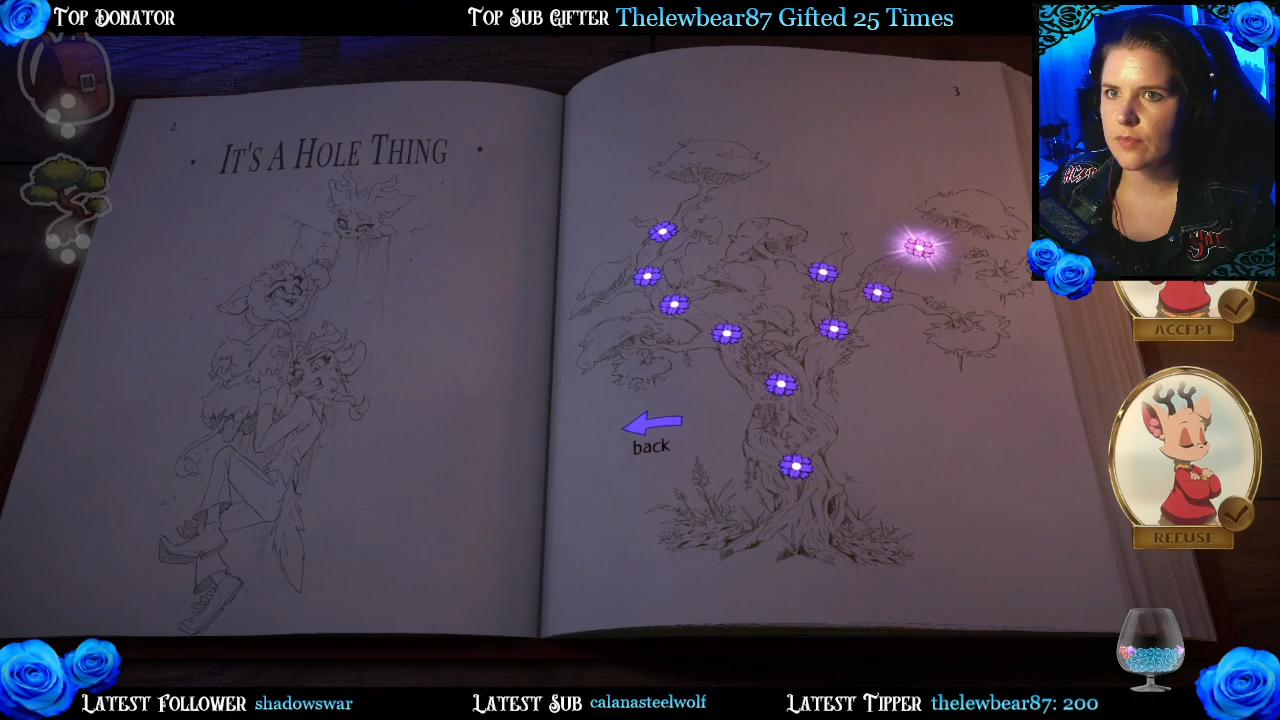 TOP DONATOR
TOP SUB GIFTER Thelewbear87 Gifted 25 Times
2
3
· IT'S A HOLE THING ·
back
ACCEPT
REFUSE
LATEST FOLLOWER shadowswar
LATEST SUB calanasteelwolf
LATEST TIPPER thelewbear87: 200